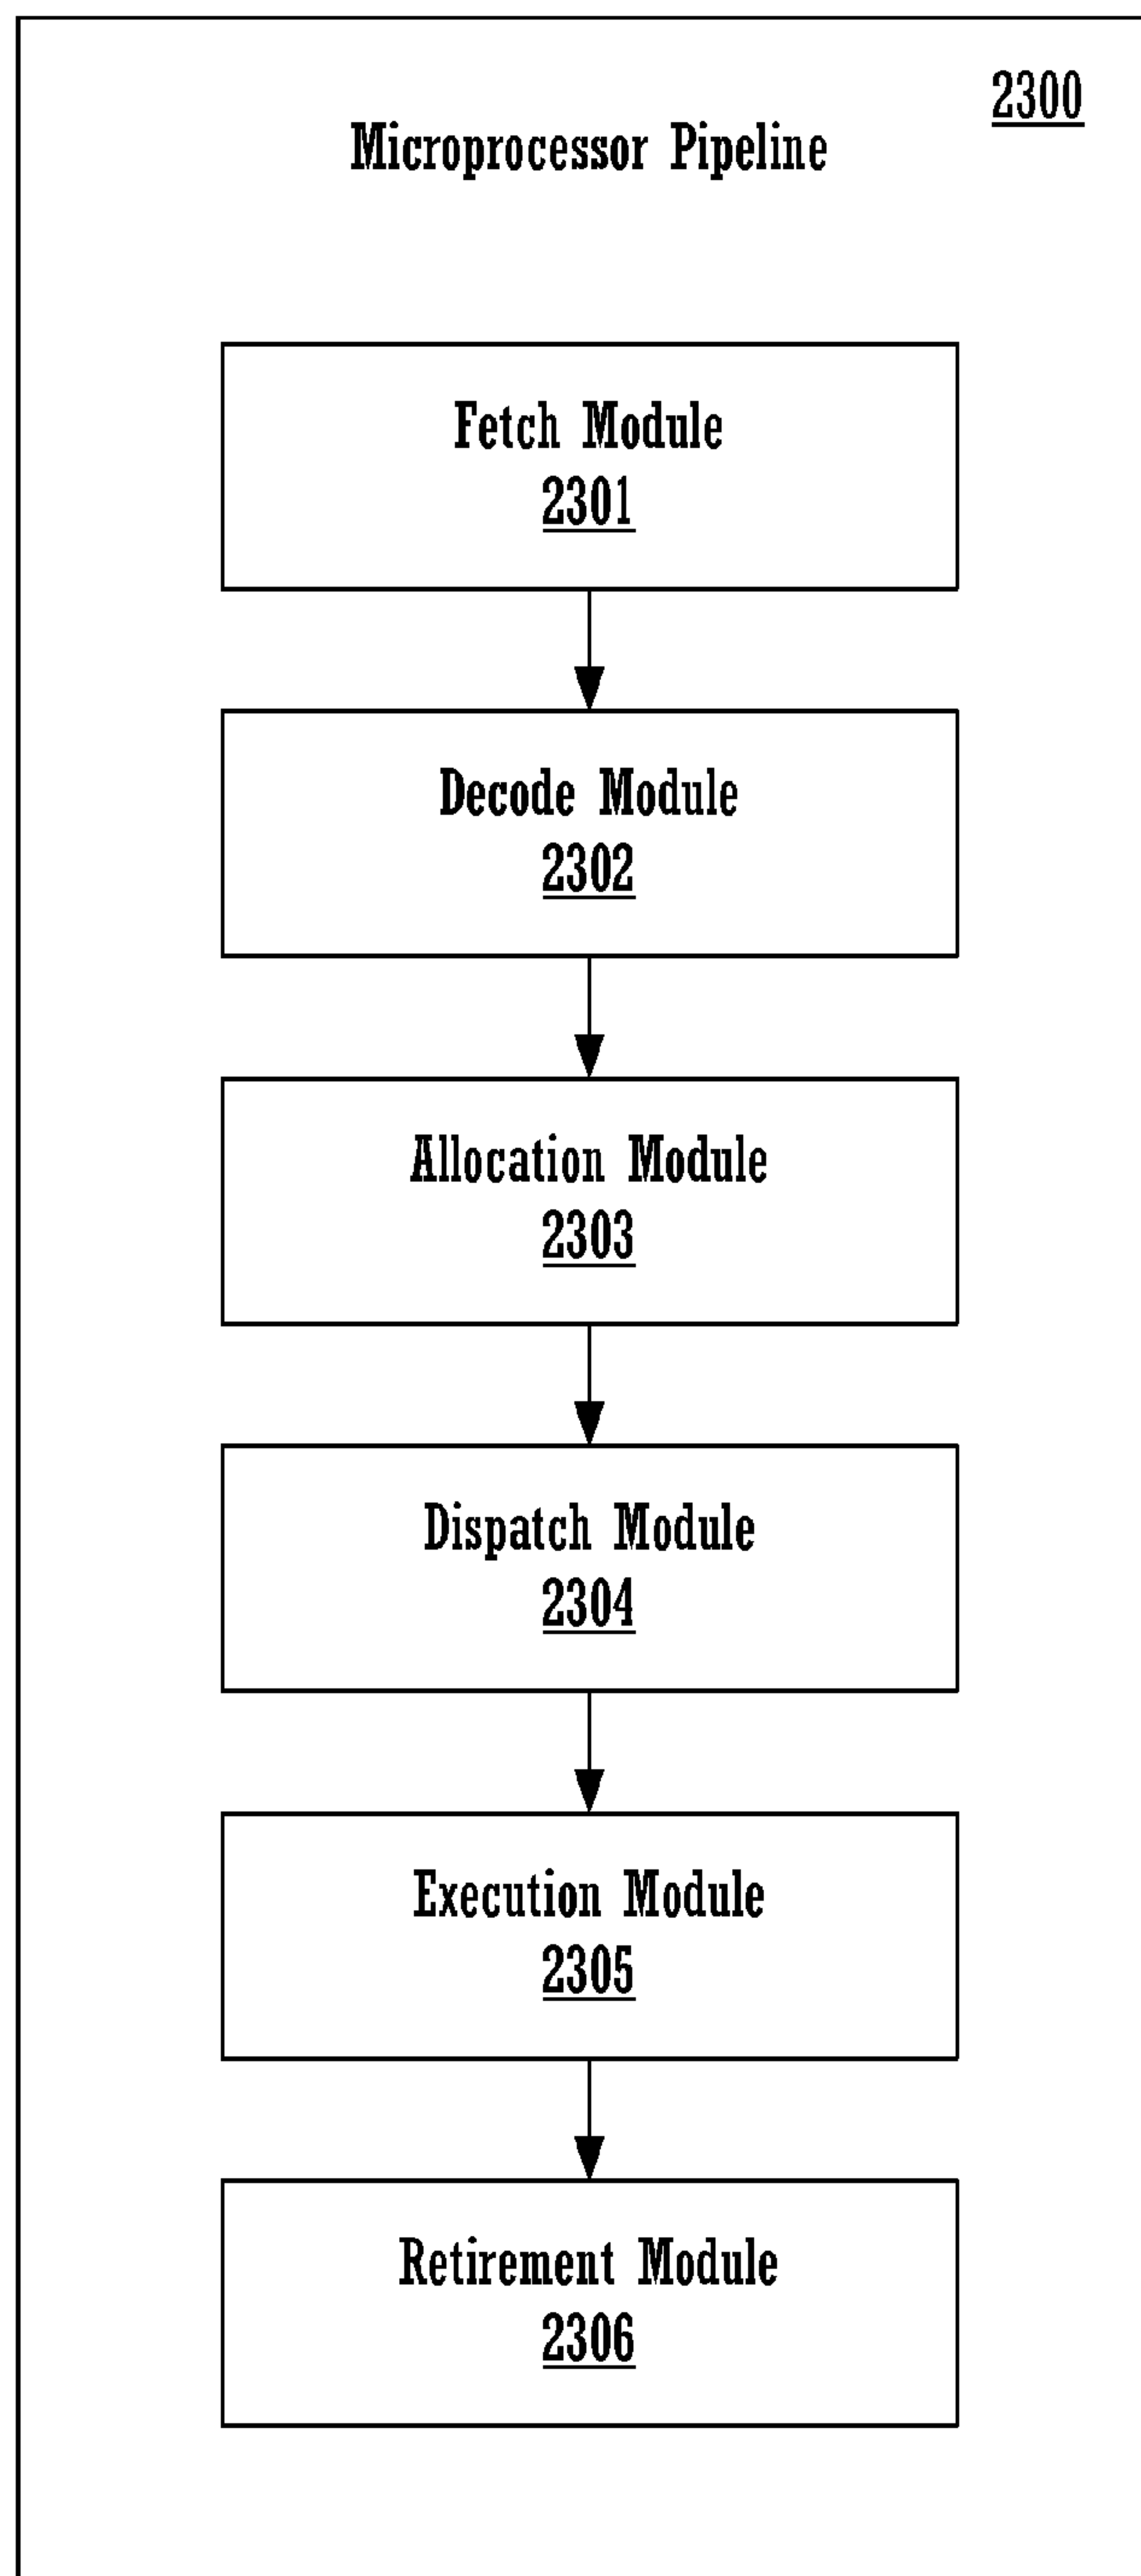 2300
Microprocessor Pipeline
Fetch Module
2301
Decode Module
2302
Allocation Module
2303
Dispatch Module
2304
Execution Module
2305
Retirement Module
2306